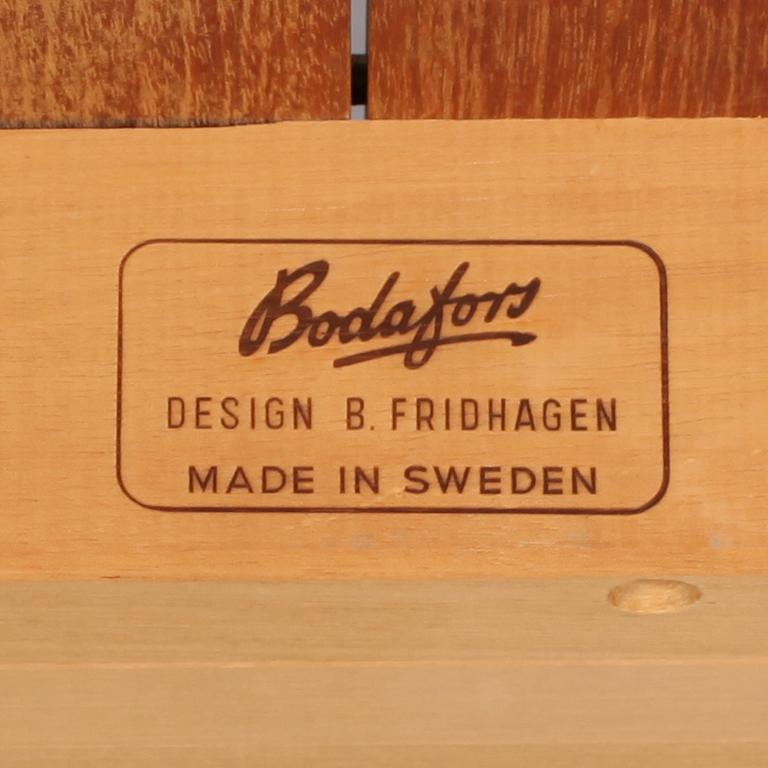 Bodafors
DESIGN B. FRIDHAGEN
MADE IN SWEDEN